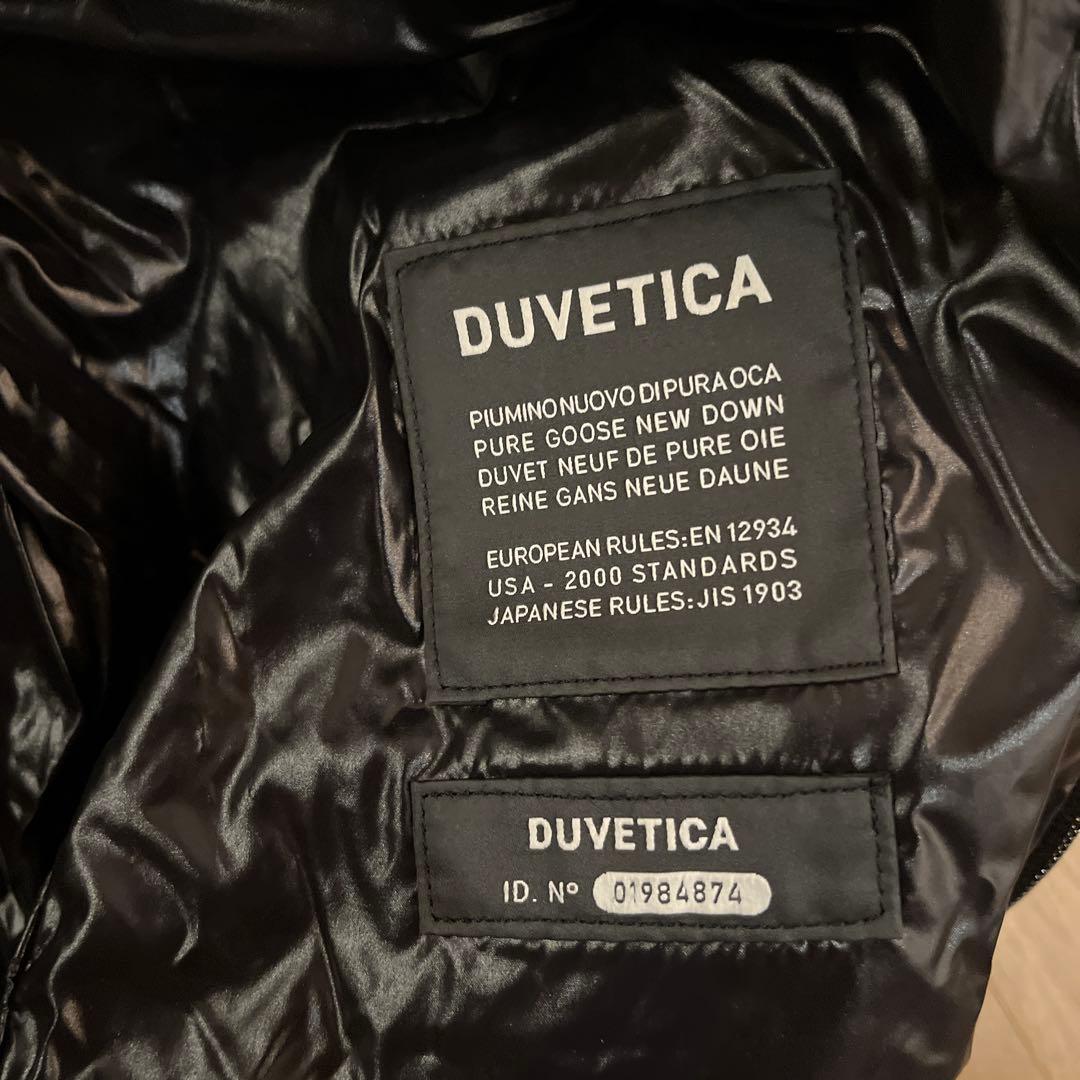 DUVETICA
PIUMINO NUOVO DI PURA OCA
PURE GOOSE NEW DOWN
DUVET NEUF DE PURE OIE
REINE GANS NEUE DAUNE
EUROPEAN RULES: EN 12934
USA - 2000 STANDARDS
JAPANESE RULES: JIS 1903
DUVETICA
ID. Nº 01984874